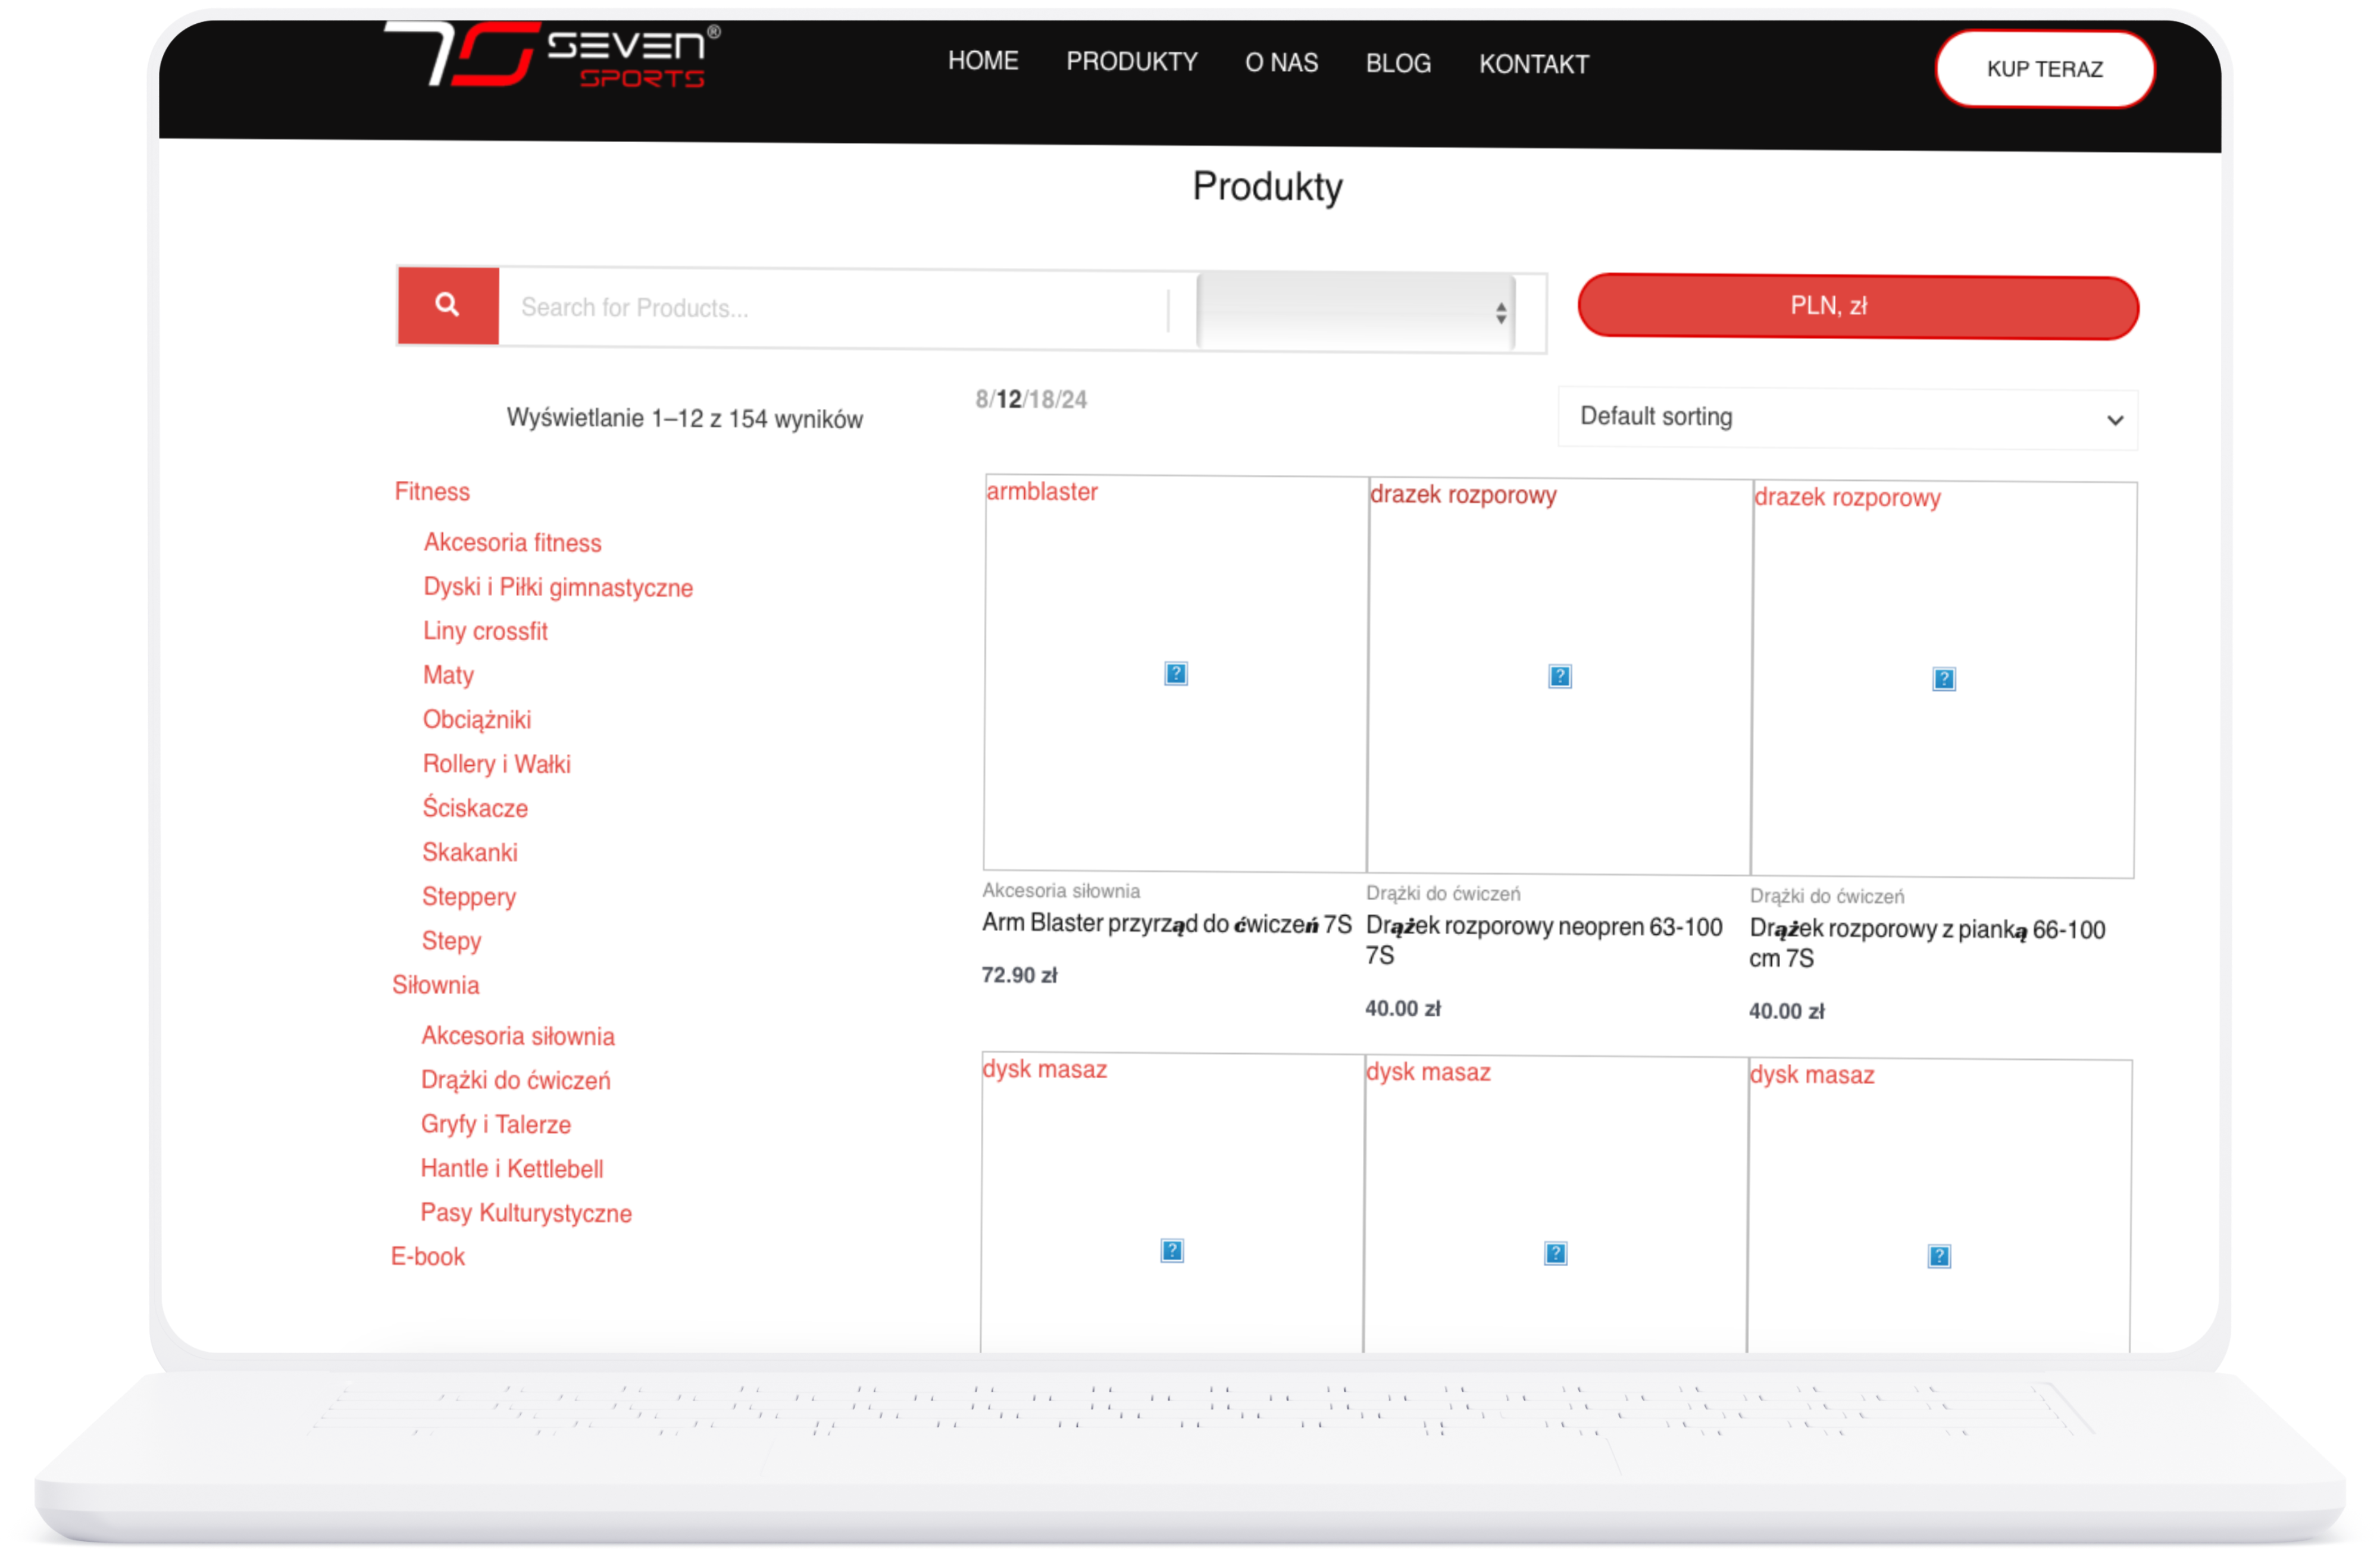 7S SEVEN®
SPORTS
HOME PRODUKTY O NAS BLOG KONTAKT
KUP TERAZ
Produkty
Search for Products...
PLN, zł
Wyświetlanie 1–12 z 154 wyników
8/12/18/24
Default sorting
Fitness
Akcesoria fitness
Dyski i Piłki gimnastyczne
Liny crossfit
Maty
Obciążniki
Rollery i Wałki
Ściskacze
Skakanki
Steppery
Stepy
Siłownia
Akcesoria siłownia
Drążki do ćwiczeń
Gryfy i Talerze
Hantle i Kettlebell
Pasy Kulturystyczne
E-book
armblaster
Akcesoria siłownia
Arm Blaster przyrząd do ćwiczeń 7S
72.90 zł
drazek rozporowy
Drążki do ćwiczeń
Drążek rozporowy neopren 63-100
7S
40.00 zł
drazek rozporowy
Drążki do ćwiczeń
Drążek rozporowy z pianką 66-100
cm 7S
40.00 zł
dysk masaz
dysk masaz
dysk masaz